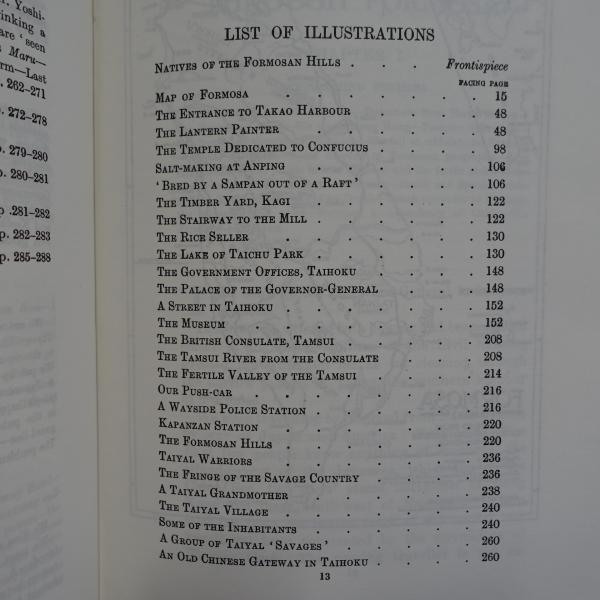 r. Yoshi-
inking a
are ‘seen
Maru—
rm—Last
. 262–271
. 272–278
p. 279–280
p. 280–281
p .281–282
p. 282–283
p. 285–288
LIST OF ILLUSTRATIONS
NATIVES OF THE FORMOSAN HILLS . . . Frontispiece
FACING PAGE
MAP OF FORMOSA . . . . . . . 15
THE ENTRANCE TO TAKAO HARBOUR . . . . 48
THE LANTERN PAINTER . . . . . . 48
THE TEMPLE DEDICATED TO CONFUCIUS . . . . 98
SALT-MAKING AT ANPING . . . . . . 106
‘BRED BY A SAMPAN OUT OF A RAFT’ . . . . 106
THE TIMBER YARD, KAGI . . . . . . 122
THE STAIRWAY TO THE MILL . . . . . . 122
THE RICE SELLER . . . . . . . 130
THE LAKE OF TAICHU PARK . . . . . . 130
THE GOVERNMENT OFFICES, TAIHOKU . . . . 148
THE PALACE OF THE GOVERNOR-GENERAL . . . 148
A STREET IN TAIHOKU . . . . . . . 152
THE MUSEUM . . . . . . . . 152
THE BRITISH CONSULATE, TAMSUI . . . . . 208
THE TAMSUI RIVER FROM THE CONSULATE . . . 208
THE FERTILE VALLEY OF THE TAMSUI . . . . 214
OUR PUSH-CAR . . . . . . . . 216
A WAYSIDE POLICE STATION . . . . . . 216
KAPANZAN STATION . . . . . . . 220
THE FORMOSAN HILLS . . . . . . . 220
TAIYAL WARRIORS . . . . . . . 236
THE FRINGE OF THE SAVAGE COUNTRY . . . . 236
A TAIYAL GRANDMOTHER . . . . . . 238
THE TAIYAL VILLAGE . . . . . . . 240
SOME OF THE INHABITANTS . . . . . . 240
A GROUP OF TAIYAL ‘SAVAGES’ . . . . . 260
AN OLD CHINESE GATEWAY IN TAIHOKU . . . . 260
13